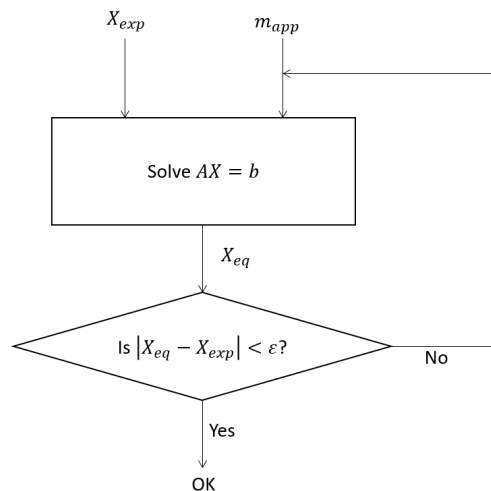 X_exp
m_app
Solve AX = b
X_eq
Is |X_eq − X_exp| < ε?
No
Yes
OK